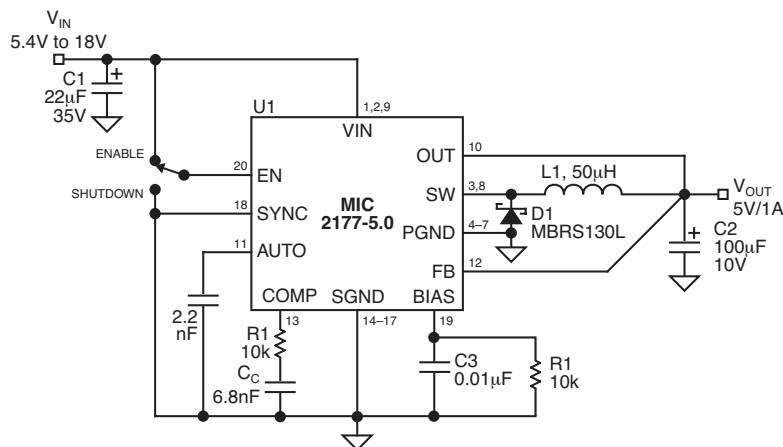 VIN
5.4V to 18V
C1
22µF
35V
U1
1,2,9
VIN
ENABLE
SHUTDOWN
20
EN
18
SYNC
11
AUTO
MIC
2177-5.0
OUT
10
SW
3,8
PGND
4–7
FB
12
COMP
SGND
BIAS
13
14–17
19
L1, 50µH
D1
MBRS130L
VOUT
5V/1A
C2
100µF
10V
2.2
nF
R1
10k
CC
6.8nF
C3
0.01µF
R1
10k